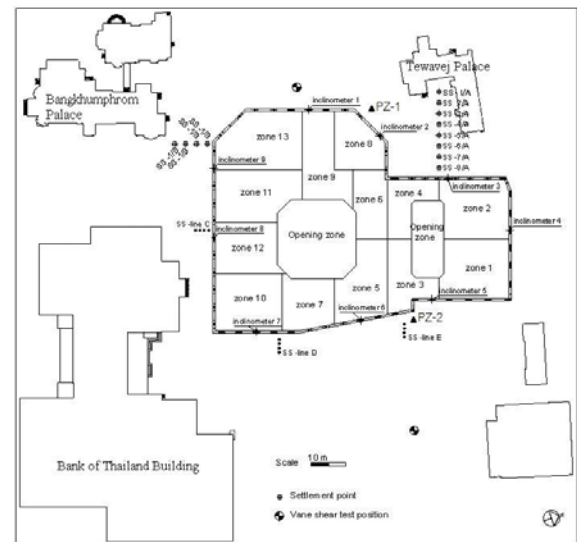 Tewavej Palace
Bangkhumphrom
Palace
SS-1/A
SS-2/A
SS-3/A
SS-4/A
SS-5/A
SS-6/A
SS-7/A
SS-8/A
inclinometer 1
PZ-1
inclinometer 2
zone 13
zone 8
inclinometer 9
zone 9
inclinometer 3
zone 11
zone 6
zone 4
zone 2
inclinometer 4
SS-line C
inclinometer 8
Opening zone
Opening
zone
zone 12
zone 1
zone 10
zone 7
zone 5
zone 3
inclinometer 5
inclinometer 6
inclinometer 7
PZ-2
SS-line D
SS-line E
Bank of Thailand Building
Scale 10 m
Settlement point
Vane shear test position